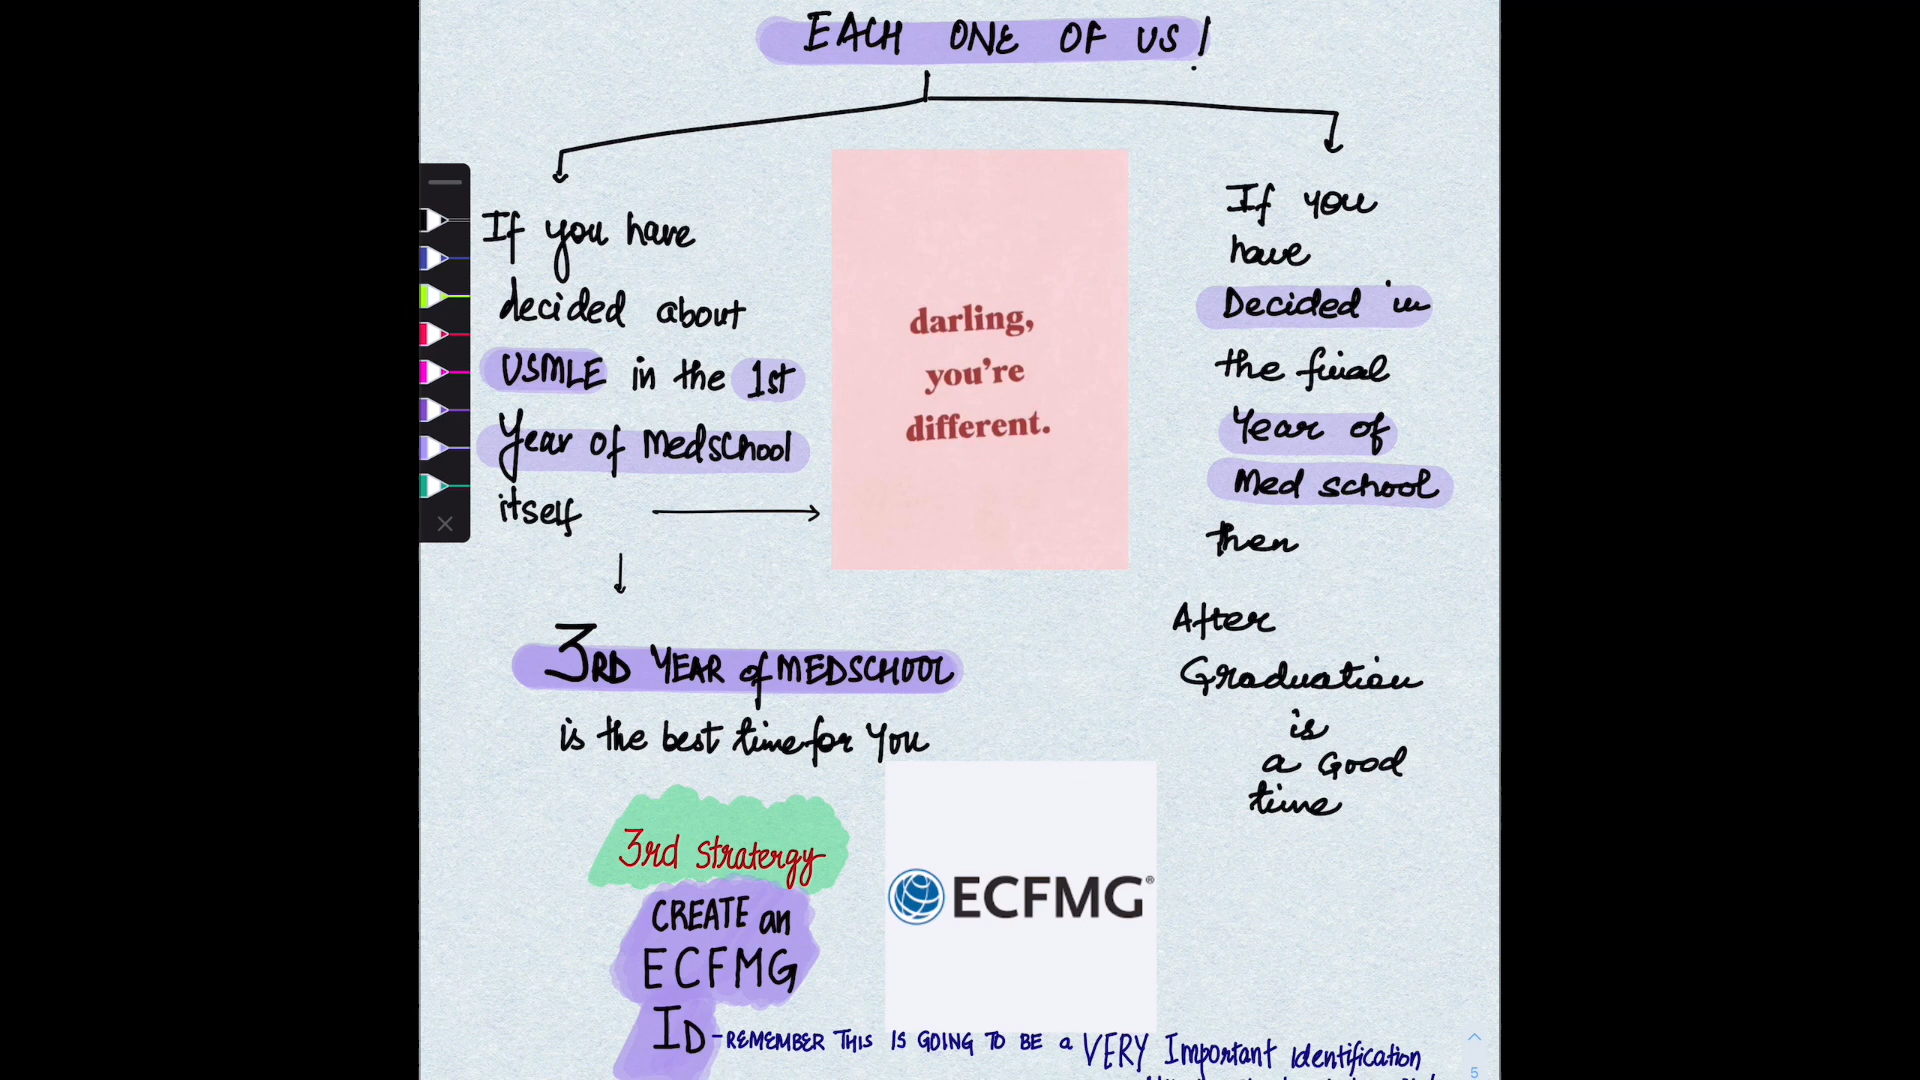 EACH ONE OF US!
If you have
decided about
USMLE in the 1st
Year of Medschool
itself
darling,
you're
different.
If you
have
Decided in
the final
Year of
Med school
then
After
Graduation
is
a Good
time
3RD YEAR of MEDSCHOOL
is the best time for You
3rd stratergy
CREATE an
ECFMG
ID - REMEMBER THIS IS GOING TO BE a VERY Important identification
ECFMG®
5